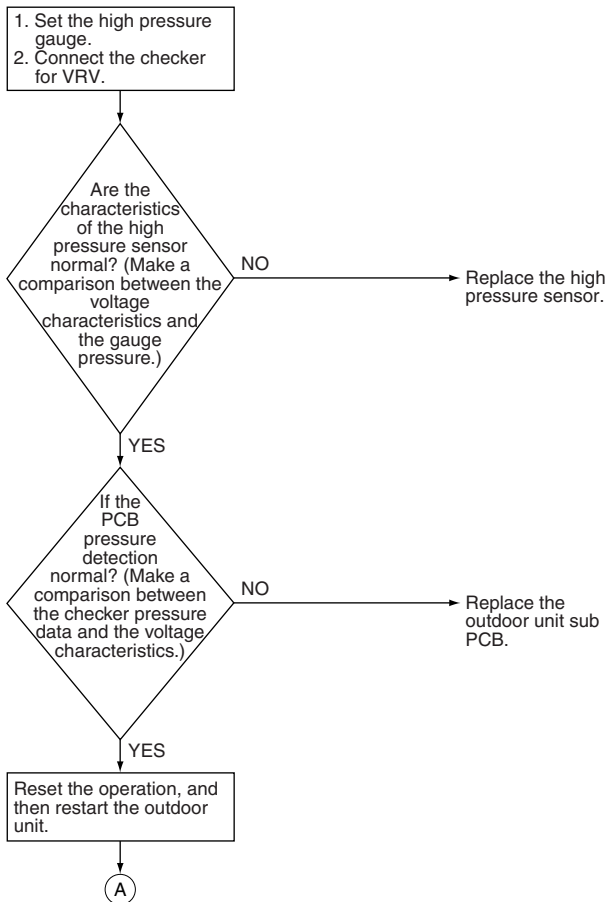 1. Set the high pressure
gauge.
2. Connect the checker
for VRV.
Are the
characteristics
of the high
pressure sensor
normal? (Make a
comparison between the
voltage
characteristics and
the gauge
pressure.)
NO
Replace the high
pressure sensor.
YES
If the
PCB
pressure
detection
normal? (Make a
comparison between
the checker pressure
data and the voltage
characteristics.)
NO
Replace the
outdoor unit sub
PCB.
YES
Reset the operation, and
then restart the outdoor
unit.
A